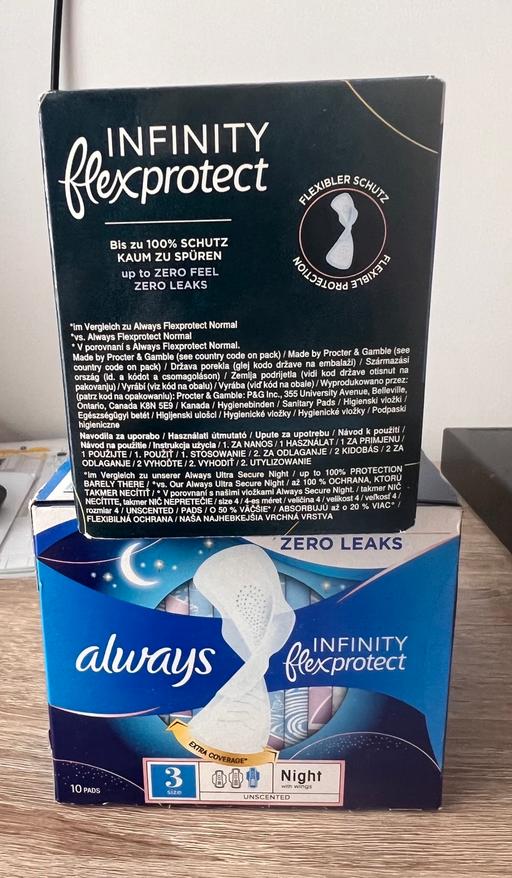 INFINITY
flexprotect
FLEXIBLER SCHUTZ
FLEXIBLE PROTECTION
Bis zu 100% SCHUTZ
KAUM ZU SPÜREN
up to ZERO FEEL
ZERO LEAKS
*im Vergleich zu Always Flexprotect Normal
*vs. Always Flexprotect Normal
* V porovnaní s Always Flexprotect Normal.
Made by Procter & Gamble (see country code on pack) / Made by Procter & Gamble (see
country code on pack) / Država porekla (glej kodo države na embalaži) / Származási
ország (ld. a kódot a csomagoláson) / Zemlja podrijetla (vidi kod države otisnut na
pakovanju) / Vyrábí (viz kód na obalu) / Vyrába (viď kód na obale) / Wyprodukowano przez:
(patrz kod na opakowaniu): Procter & Gamble: P&G Inc., 355 University Avenue, Belleville,
Ontario, Canada K8N 5E9 / Kanada / Hygienebinden / Sanitary Pads / Higienski vložki /
Egészségügyi betét / Higijenski ulošci / Hygienické vložky / Hygienické vložky / Podpaski
higieniczne
Navodila za uporabo / Használati útmutató / Upute za upotrebu / Návod k použití /
Návod na použitie / Instrukcja użycia / 1. ZA NANOS / 1 HASZNÁLAT / 1 ZA PRIMJENU /
1 POUŽIJTE / 1. POUŽIŤ / 1. STOSOWANIE / 2. ZA ODLAGANJE / 2 KIDOBÁS / 2 ZA
ODLAGANJE / 2 VYHOĎTE / 2. VYHODIŤ / 2. UTYLIZOWANIE
*im Vergleich zu unserer Always Ultra Secure Night / up to 100% PROTECTION
BARELY THERE / *vs. Our Always Ultra Secure Night / až 100 % OCHRANA, KTORÚ
TAKMER NECÍTIŤ / * V porovnaní s našimi vložkami Always Secure Night. / takmer NIČ
NECÍTITE, takmer NIČ NEPRETEČIE / size 4 / 4-es méret / veličina 4 / velikost 4 / veľkosť 4 /
rozmiar 4 / UNSCENTED / PADS / O 50 % VÄČŠIE* / ABSORBUJÚ až o 20 % VIAC* /
FLEXIBILNÁ OCHRANA / NAŠA NAJHEBKEJŠIA VRCHNÁ VRSTVA
ZERO LEAKS
always
INFINITY
flexprotect
EXTRA COVERAGE*
10 PADS
3
size
Night
with wings
UNSCENTED